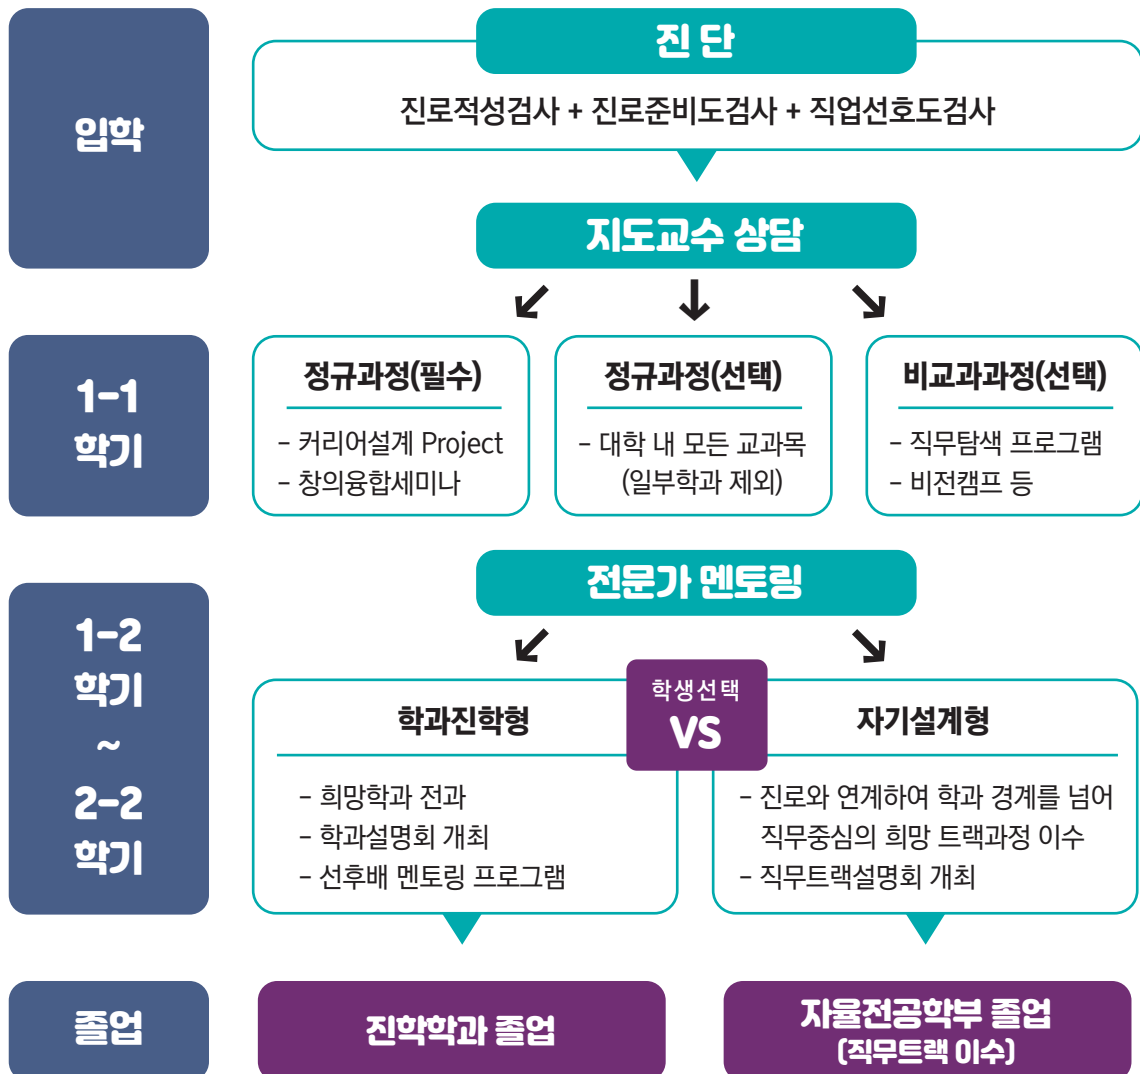 입학
진 단
진로적성검사 + 진로준비도검사 + 직업선호도검사
지도교수 상담
1-1
학기
정규과정(필수)
- 커리어설계 Project
- 창의융합세미나
정규과정(선택)
- 대학 내 모든 교과목
(일부학과 제외)
비교과과정(선택)
- 직무탐색 프로그램
- 비전캠프 등
1-2
학기
~
2-2
학기
전문가 멘토링
학생선택
VS
학과진학형
- 희망학과 전과
- 학과설명회 개최
- 선후배 멘토링 프로그램
자기설계형
- 진로와 연계하여 학과 경계를 넘어
직무중심의 희망 트랙과정 이수
- 직무트랙설명회 개최
졸업
진학학과 졸업
자율전공학부 졸업
(직무트랙 이수)